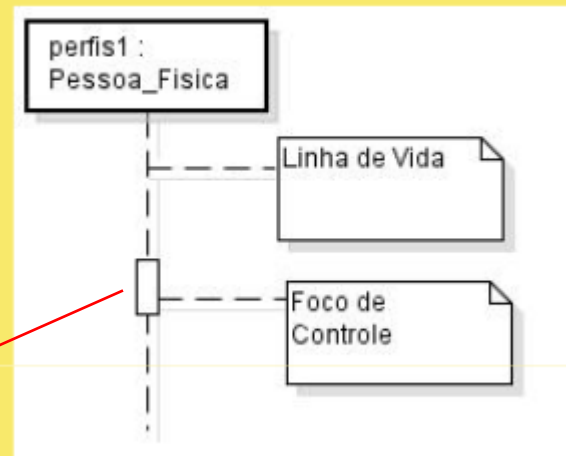 perfis1 :
Pessoa_Fisica
Linha de Vida
Foco de
Controle